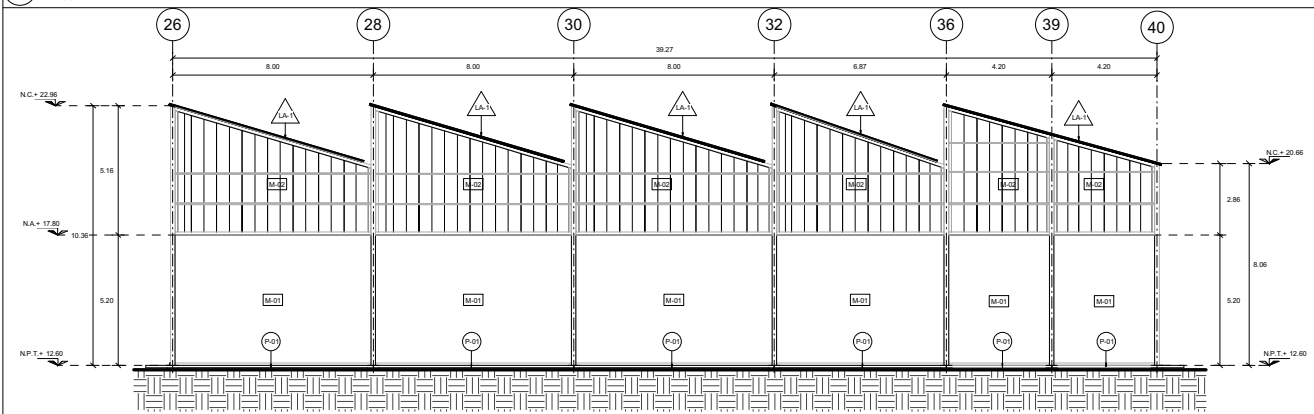 26 28 30 32 36 39 40
39.27
8.00 8.00 8.00 6.87 4.20 4.20
N.C.+ 22.96
LA-1 LA-1 LA-1 LA-1 LA-1
N.C.+ 20.66
5.16
M-02 M-02 M-02 M-02 M-02 M-02
2.86
N.A.+ 17.80
10.36
8.06
5.20
M-01 M-01 M-01 M-01 M-01 M-01
5.20
P-01 P-01 P-01 P-01 P-01 P-01
N.P.T.+ 12.60
N.P.T.+ 12.60